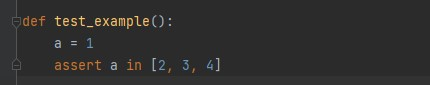 def test_example():
    a = 1
    assert a in [2, 3, 4]